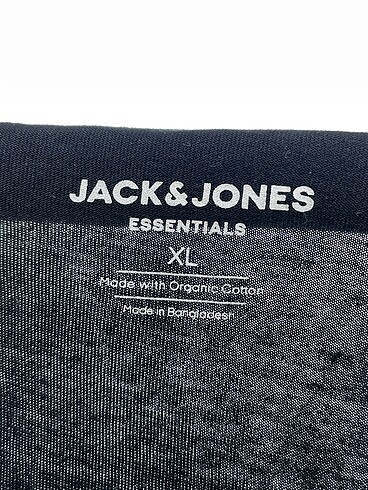 JACK&JONES
ESSENTIALS
XL
Made with Organic Cotton
Made in Bangladesh